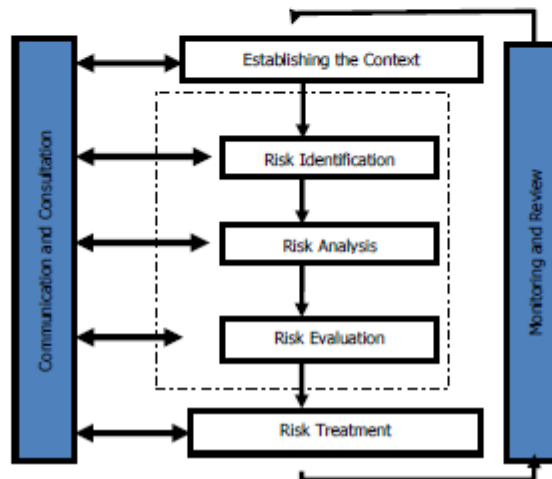 Establishing the Context
Communication and Consultation
Risk Identification
Risk Analysis
Risk Evaluation
Risk Treatment
Monitoring and Review